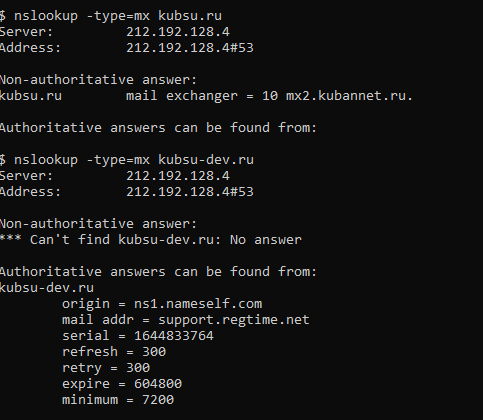 $ nslookup -type=mx kubsu.ru
Server:         212.192.128.4
Address:        212.192.128.4#53

Non-authoritative answer:
kubsu.ru        mail exchanger = 10 mx2.kubannet.ru.

Authoritative answers can be found from:

$ nslookup -type=mx kubsu-dev.ru
Server:         212.192.128.4
Address:        212.192.128.4#53

Non-authoritative answer:
*** Can't find kubsu-dev.ru: No answer

Authoritative answers can be found from:
kubsu-dev.ru
        origin = ns1.nameself.com
        mail addr = support.regtime.net
        serial = 1644833764
        refresh = 300
        retry = 300
        expire = 604800
        minimum = 7200